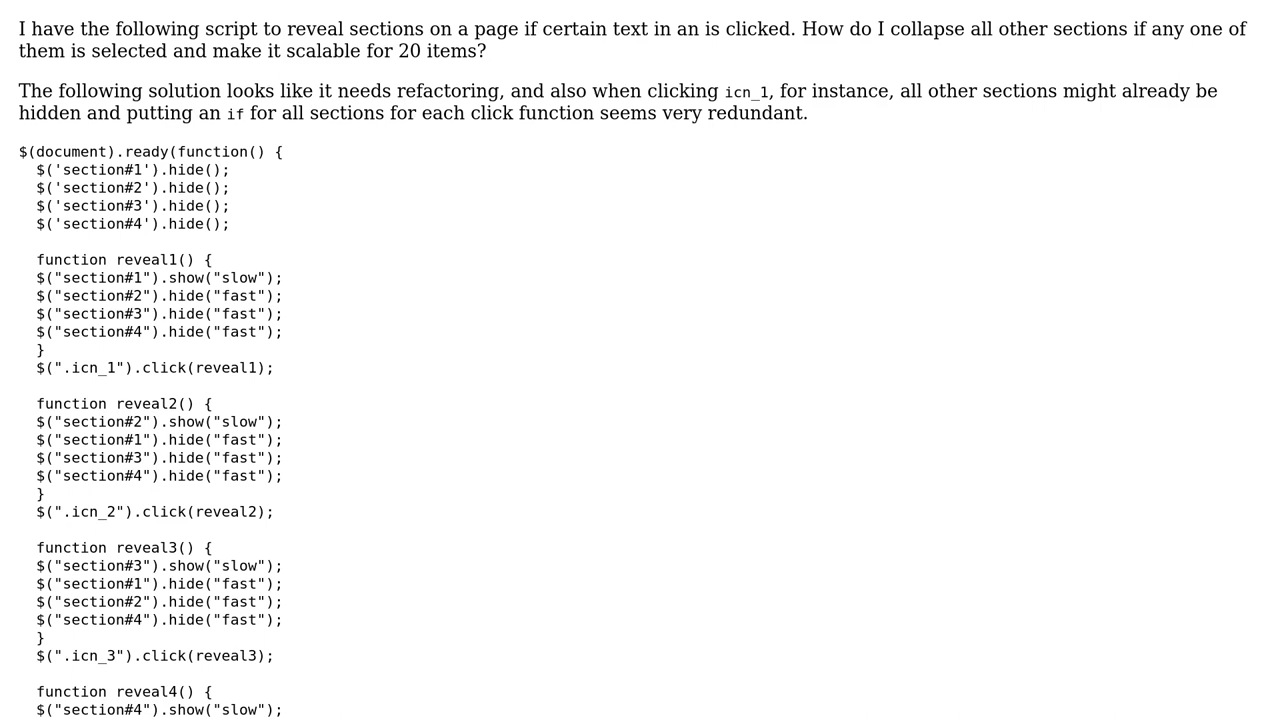 I have the following script to reveal sections on a page if certain text in an is clicked. How do I collapse all other sections if any one of
them is selected and make it scalable for 20 items?
The following solution looks like it needs refactoring, and also when clicking icn_1, for instance, all other sections might already be
hidden and putting an if for all sections for each click function seems very redundant.
$(document).ready(function() {
  $('section#1').hide();
  $('section#2').hide();
  $('section#3').hide();
  $('section#4').hide();

  function reveal1() {
  $("section#1").show("slow");
  $("section#2").hide("fast");
  $("section#3").hide("fast");
  $("section#4").hide("fast");
  }
  $(".icn_1").click(reveal1);

  function reveal2() {
  $("section#2").show("slow");
  $("section#1").hide("fast");
  $("section#3").hide("fast");
  $("section#4").hide("fast");
  }
  $(".icn_2").click(reveal2);

  function reveal3() {
  $("section#3").show("slow");
  $("section#1").hide("fast");
  $("section#2").hide("fast");
  $("section#4").hide("fast");
  }
  $(".icn_3").click(reveal3);

  function reveal4() {
  $("section#4").show("slow");